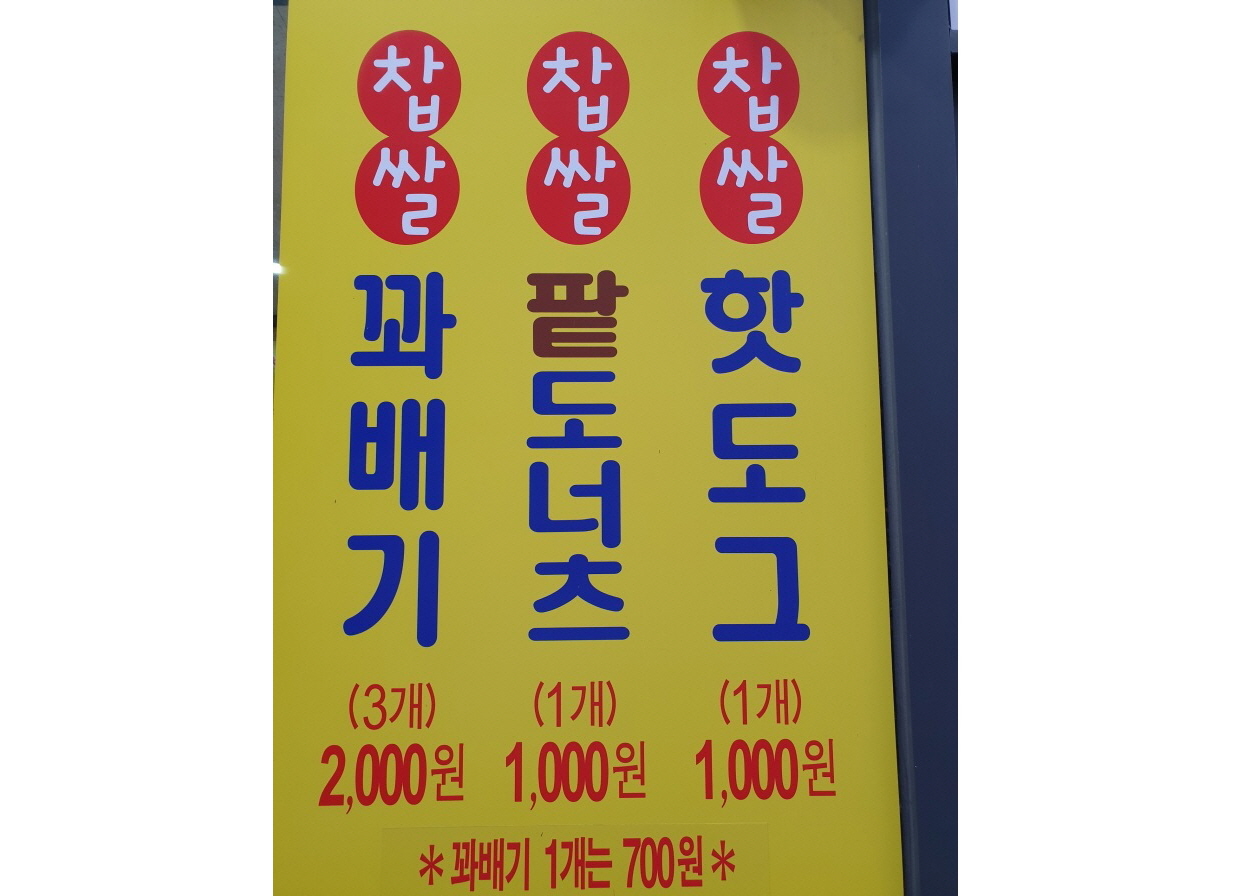 찹쌀 꽈배기
(3개)
2,000원
찹쌀 팥도너츠
(1개)
1,000원
찹쌀 핫도그
(1개)
1,000원
*꽈배기 1개는 700원*